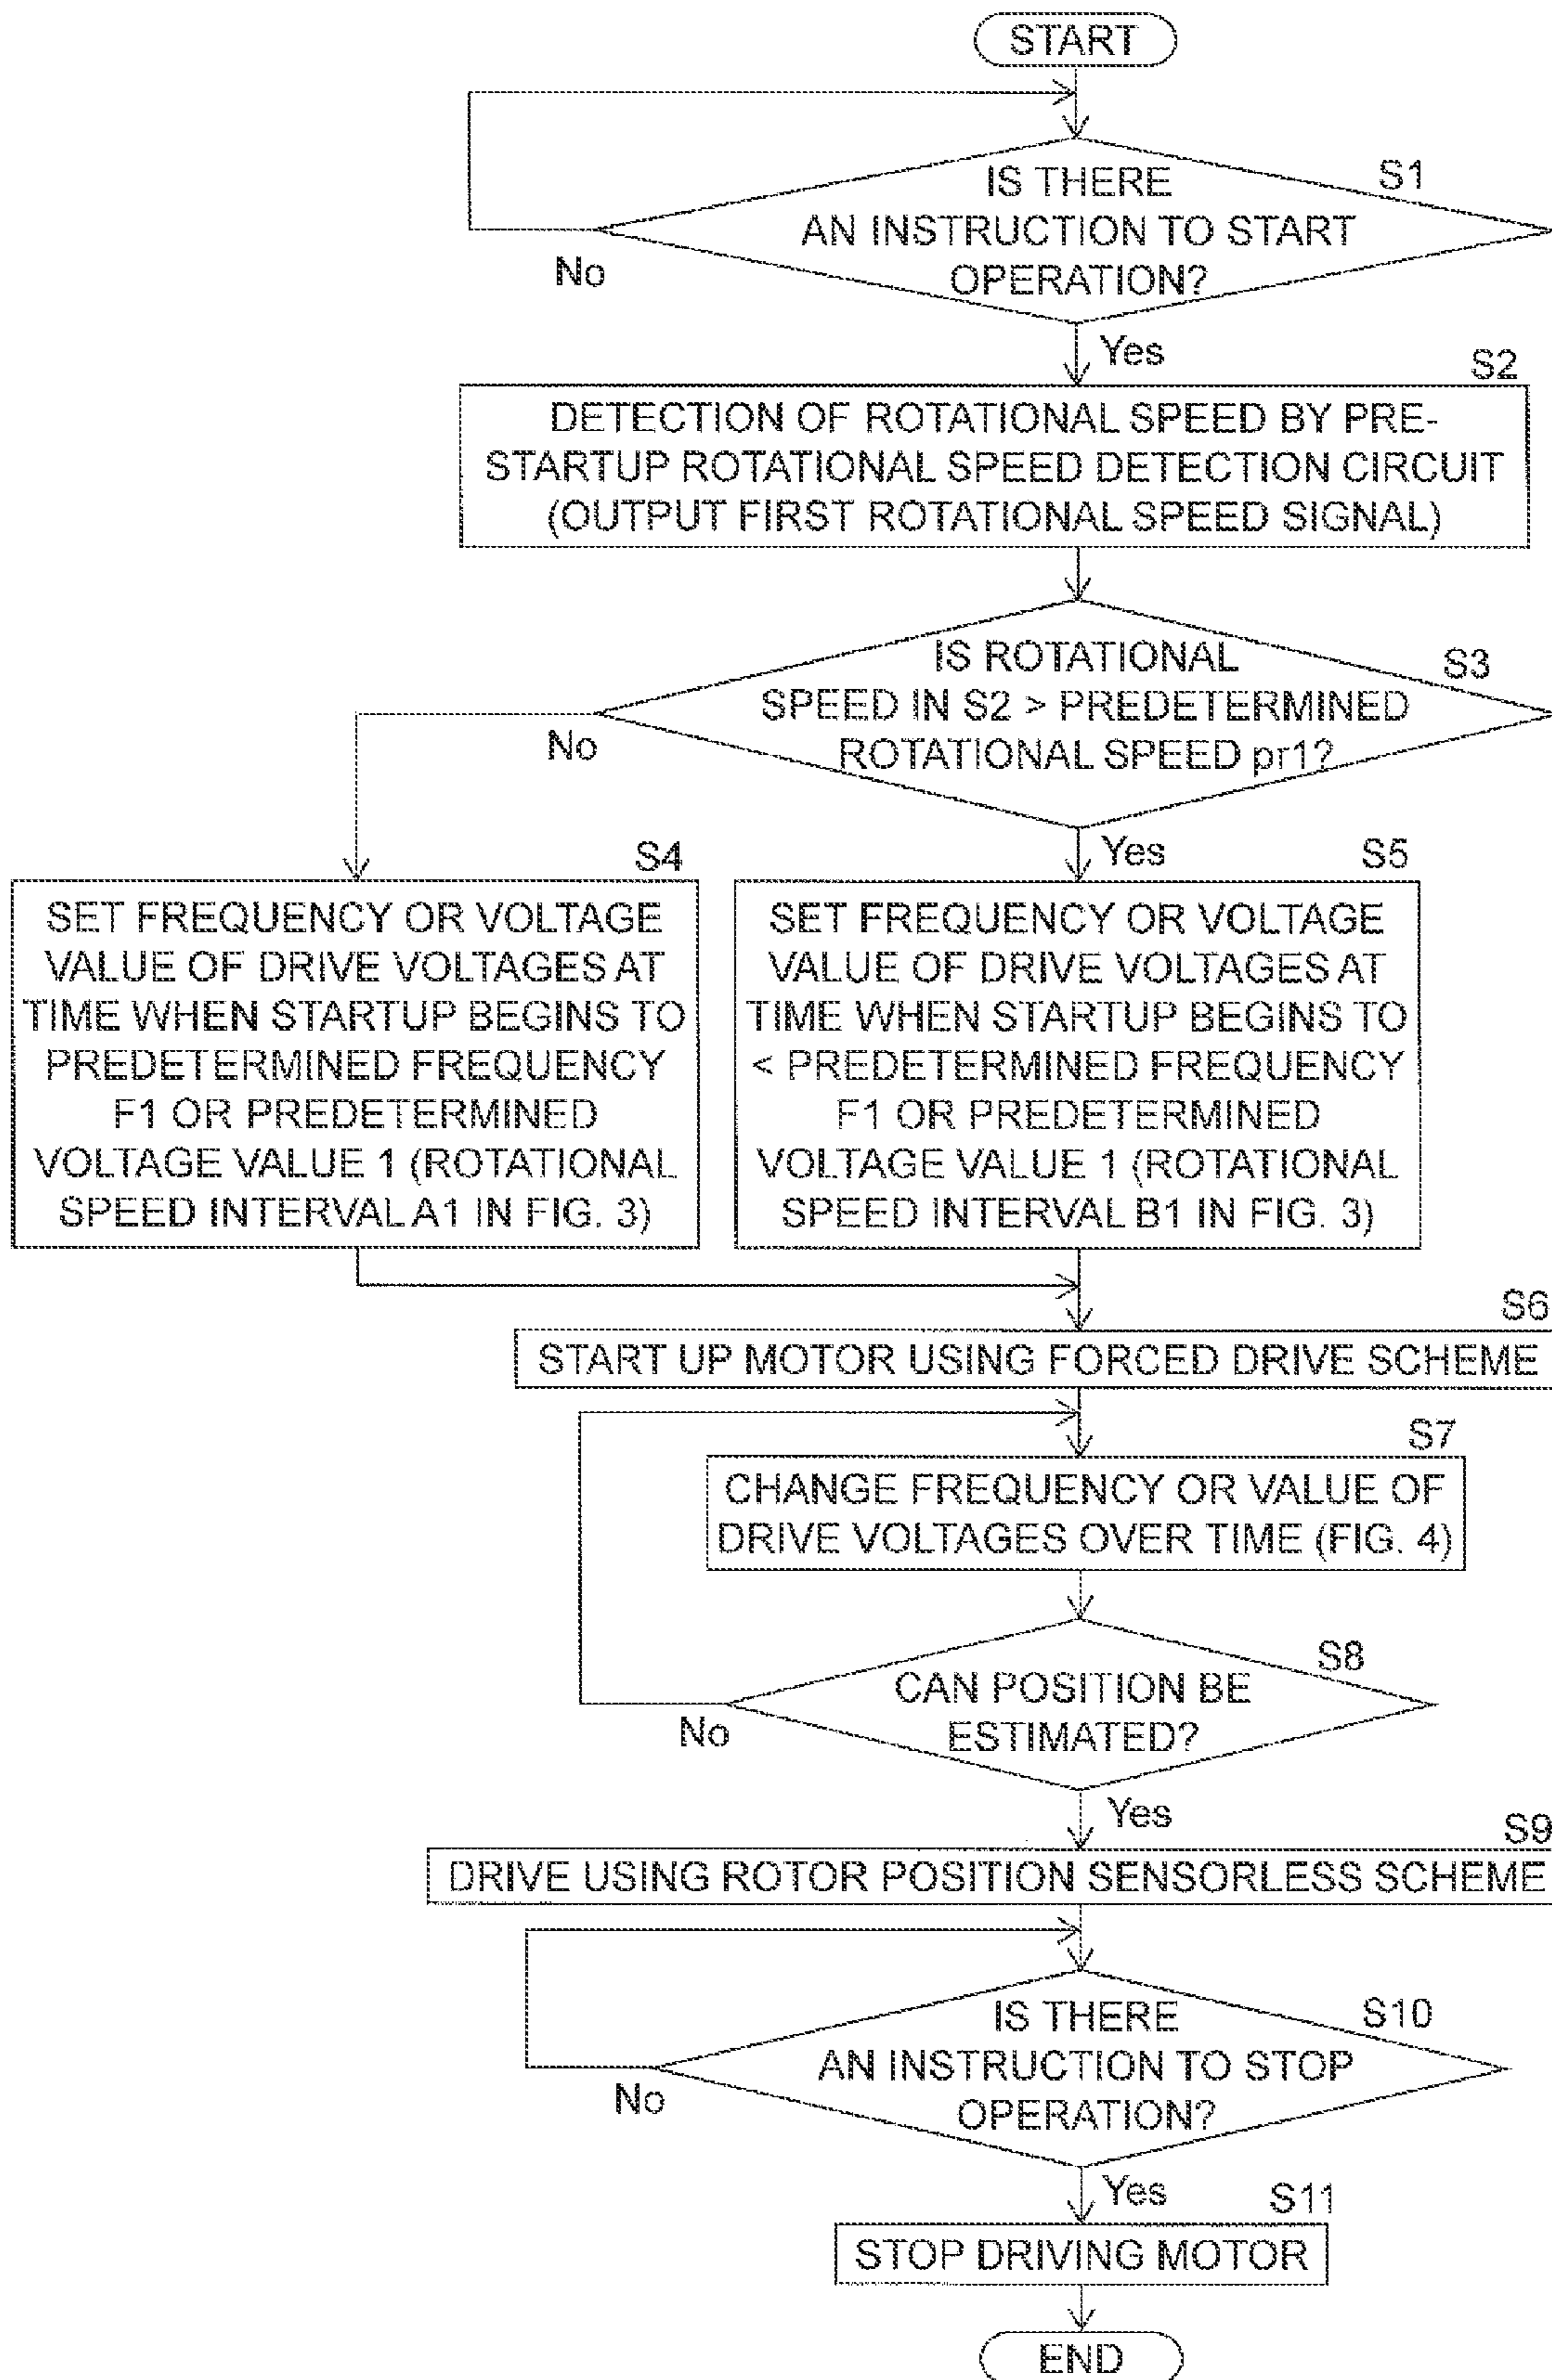 START
S1
IS THERE
AN INSTRUCTION TO START
OPERATION?
No
Yes
S2
DETECTION OF ROTATIONAL SPEED BY PRE-
STARTUP ROTATIONAL SPEED DETECTION CIRCUIT
(OUTPUT FIRST ROTATIONAL SPEED SIGNAL)
S3
IS ROTATIONAL
SPEED IN S2 > PREDETERMINED
ROTATIONAL SPEED pr1?
No
Yes
S4
SET FREQUENCY OR VOLTAGE
VALUE OF DRIVE VOLTAGES AT
TIME WHEN STARTUP BEGINS TO
PREDETERMINED FREQUENCY
F1 OR PREDETERMINED
VOLTAGE VALUE 1 (ROTATIONAL
SPEED INTERVAL A1 IN FIG. 3)
S5
SET FREQUENCY OR VOLTAGE
VALUE OF DRIVE VOLTAGES AT
TIME WHEN STARTUP BEGINS TO
< PREDETERMINED FREQUENCY
F1 OR PREDETERMINED
VOLTAGE VALUE 1 (ROTATIONAL
SPEED INTERVAL B1 IN FIG. 3)
S6
START UP MOTOR USING FORCED DRIVE SCHEME
S7
CHANGE FREQUENCY OR VALUE OF
DRIVE VOLTAGES OVER TIME (FIG. 4)
S8
CAN POSITION BE
ESTIMATED?
No
Yes
S9
DRIVE USING ROTOR POSITION SENSORLESS SCHEME
S10
IS THERE
AN INSTRUCTION TO STOP
OPERATION?
No
Yes
S11
STOP DRIVING MOTOR
END